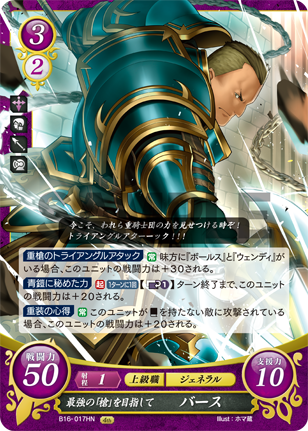 3
2
今こそ、われら重騎士団の力を見せつける時ぞ!
トライアングルアターーック!!!
重槍のトライアングルアタック 常 味方に『ボールス』と『ウェンディ』が
いる場合、このユニットの戦闘力は+30される。
青鎧に秘めた力 起 1ターンに1回 【1】ターン終了まで、このユニット
の戦闘力は+20される。
重装の心得 常 このユニットが■を持たない敵に攻撃されている場合、このユニットの戦闘力は+20される。
戦闘力
50
射程 1
上級職
ジェネラル
支援力
10
B16-017HN
最強の「槍」を目指して バース
Illust:ホマ蔵